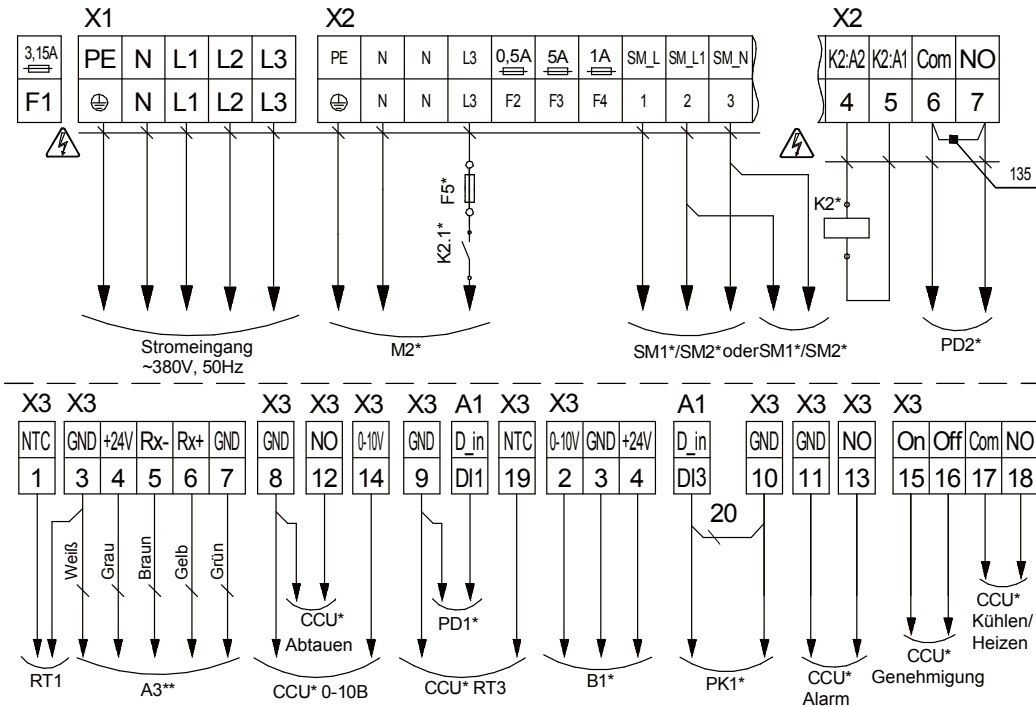 X1 X2 X2
3,15A PE N L1 L2 L3 PE N N L3 0,5A 5A 1A SM_L SM_L1 SM_N K2:A2 K2:A1 Com NO
F1 N L1 L2 L3 N N L3 F2 F3 F4 1 2 3 4 5 6 7
135
F5*
K2.1*
K2*
Stromeingang
~380V, 50Hz
M2*
SM1*/SM2* oder SM1*/SM2*
PD2*
X3 X3 X3 X3 X3 X3 A1 X3 X3 A1 X3 X3 X3 X3
NTC GND +24V Rx- Rx+ GND GND NO 0-10V GND D_in NTC 0-10V GND +24V D_in GND GND NO On Off Com NO
1 3 4 5 6 7 8 12 14 9 DI1 19 2 3 4 DI3 10 11 13 15 16 17 18
20
Weiß
Grau
Braun
Gelb
Grün
CCU*
Abtauen
PD1*
CCU*
Kühlen/
Heizen
CCU*
Genehmigung
RT1
A3**
CCU* 0-10B
CCU* RT3
B1*
PK1*
CCU*
Alarm